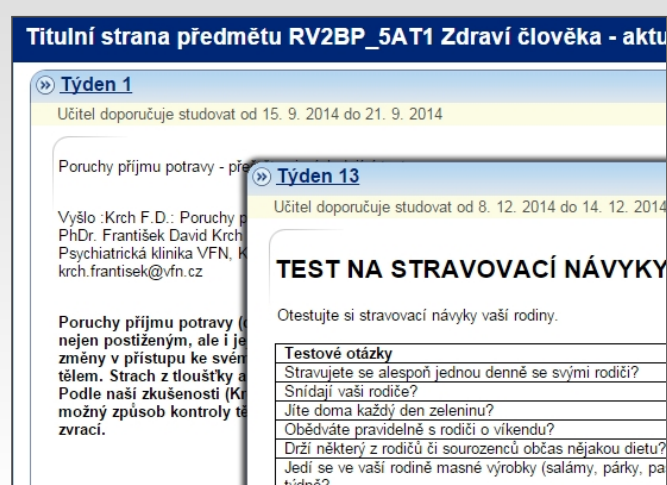 Titulní strana předmětu RV2BP_5AT1 Zdraví člověka - aktu
Týden 1
Učitel doporučuje studovat od 15. 9. 2014 do 21. 9. 2014
Poruchy příjmu potravy -
Vyšlo :Krch F.D.: Poruchy p
PhDr. František David Krch
Psychiatrická klinika VFN, K
krch.frantisek@vfn.cz
Poruchy příjmu potravy (
nejen postiženým, ale i je
změny v přístupu ke svém
tělem. Strach z tloušťky a
Podle naší zkušenosti (Kr
možný způsob kontroly tě
zvrací.
Týden 13
Učitel doporučuje studovat od 8. 12. 2014 do 14. 12. 2014
TEST NA STRAVOVACÍ NÁVYKY
Otestujte si stravovací návyky vaší rodiny.
Testové otázky
Stravujete se alespoň jednou denně se svými rodiči?
Snídají vaši rodiče?
Jíte doma každý den zeleninu?
Obědváte pravidelně s rodiči o víkendu?
Drží některý z rodičů či sourozenců občas nějakou dietu?
Jedí se ve vaší rodině masné výrobky (salámy, párky, pa
týdně?